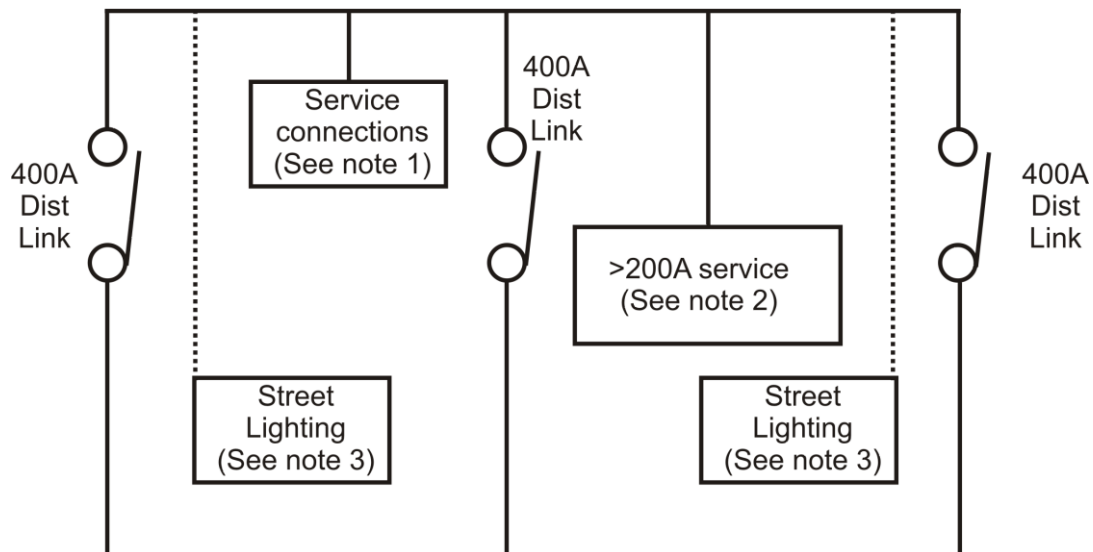 400A
Dist
Link
Service
connections
(See note 1)
400A
Dist
Link
>200A service
(See note 2)
400A
Dist
Link
Street
Lighting
(See note 3)
Street
Lighting
(See note 3)